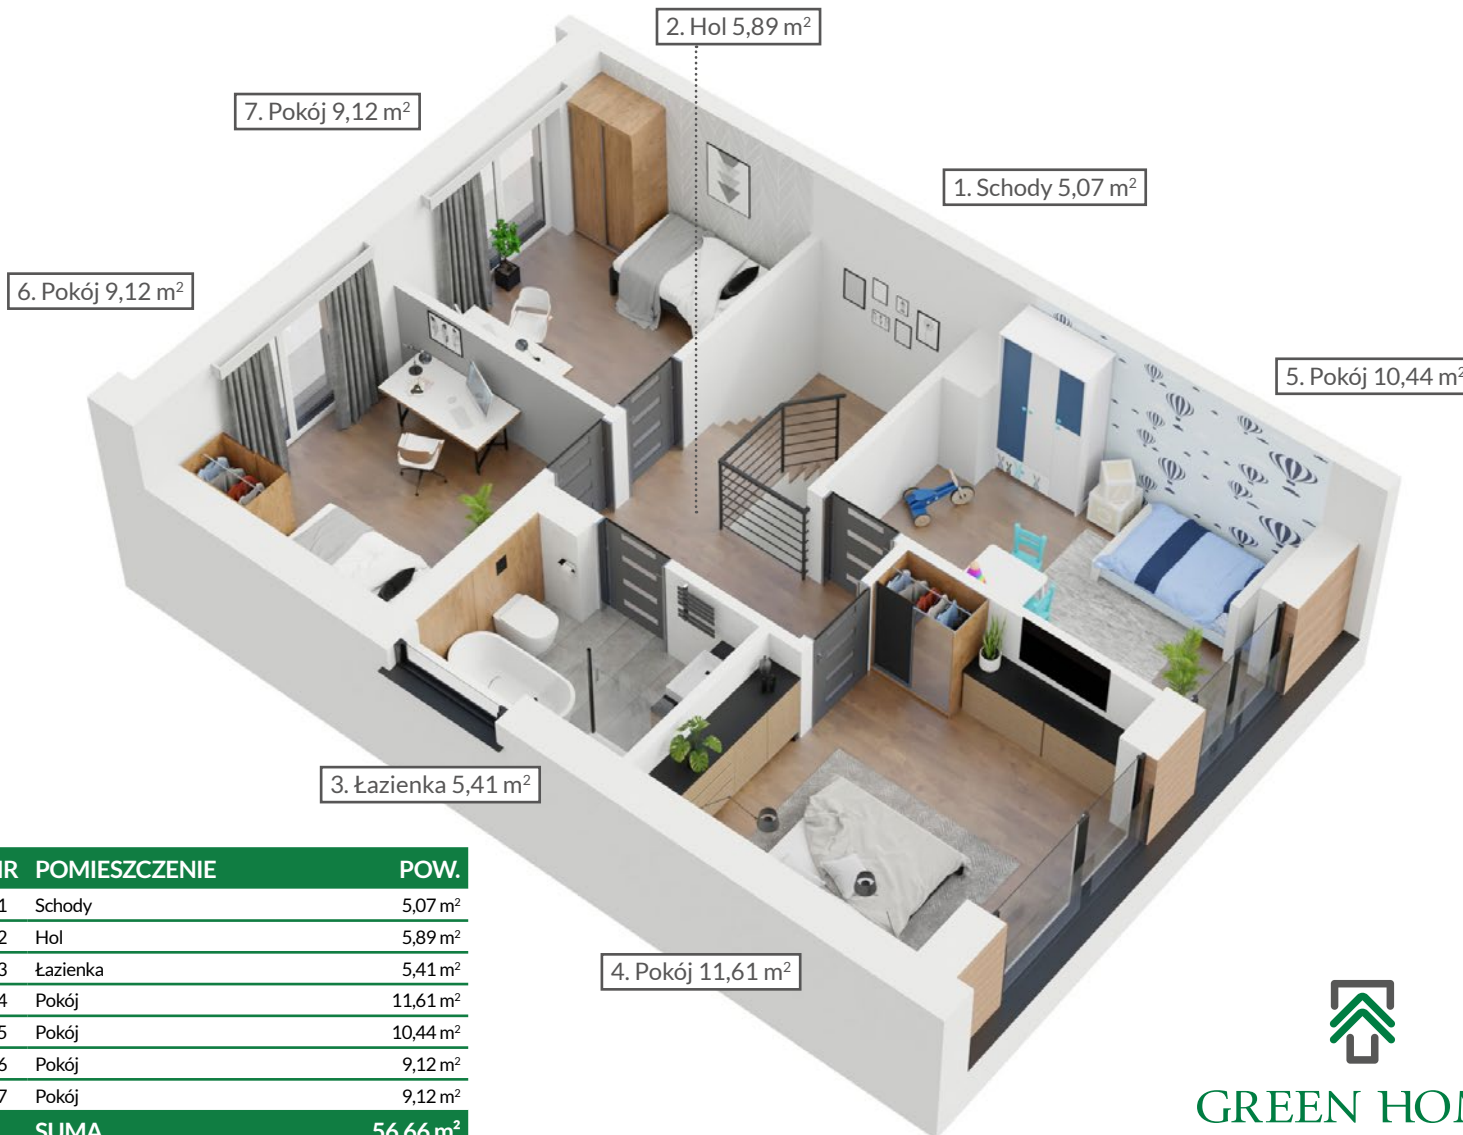 2. Hol 5,89 m²
7. Pokój 9,12 m²
1. Schody 5,07 m²
6. Pokój 9,12 m²
5. Pokój 10,44 m²
3. Łazienka 5,41 m²
4. Pokój 11,61 m²
NR POMIESZCZENIE POW.
1 Schody 5,07 m²
2 Hol 5,89 m²
3 Łazienka 5,41 m²
4 Pokój 11,61 m²
5 Pokój 10,44 m²
6 Pokój 9,12 m²
7 Pokój 9,12 m²
SUMA 56,66 m²
GREEN HOM